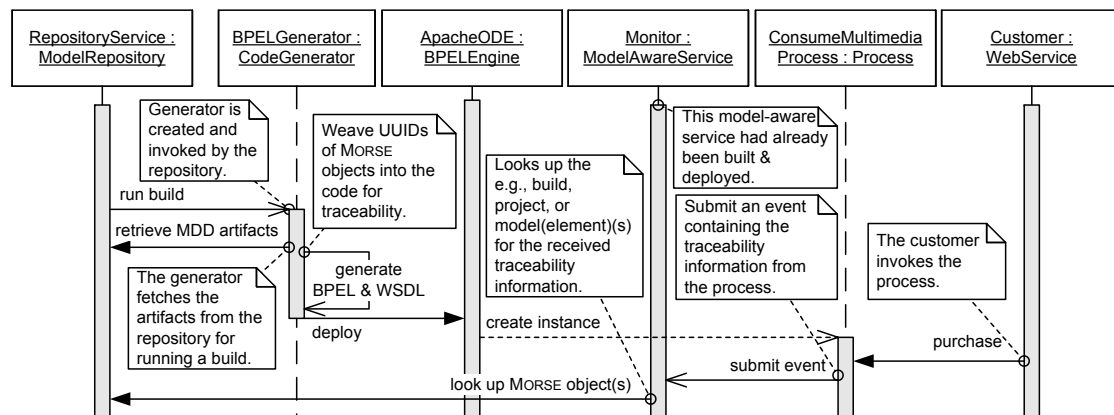 RepositoryService :
ModelRepository
BPELGenerator :
CodeGenerator
ApacheODE :
BPELEngine
Monitor :
ModelAwareService
ConsumeMultimedia
Process : Process
Customer :
WebService
Generator is
created and
invoked by the
repository.
Weave UUIDs
of MORSE
objects into the
code for
traceability.
Looks up the
e.g., build,
project, or
model(element)(s)
for the received
traceability
information.
This model-aware
service had already
been built &
deployed.
Submit an event
containing the
traceability
information from
the process.
The customer
invokes the
process.
run build
retrieve MDD artifacts
The generator
fetches the
artifacts from the
repository for
running a build.
generate
BPEL & WSDL
deploy
create instance
purchase
submit event
look up MORSE object(s)